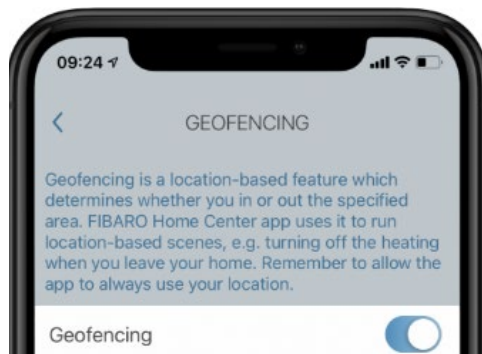 09:24
GEOFENCING
Geofencing is a location-based feature which
determines whether you in or out the specified
area. FIBARO Home Center app uses it to run
location-based scenes, e.g. turning off the heating
when you leave your home. Remember to allow the
app to always use your location.
Geofencing